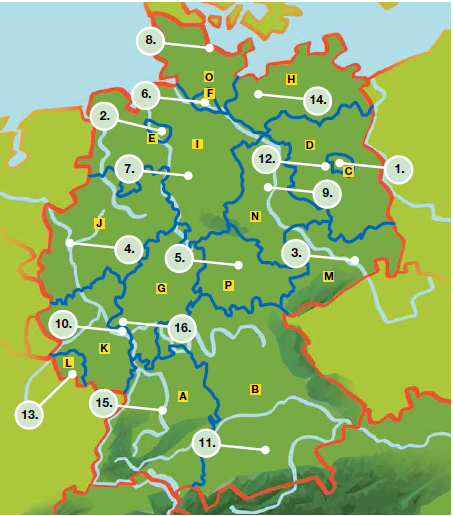 8.
O
H
6.
F
14.
2.
E
I
D
12.
1.
C
7.
9.
J
N
4.
5.
3.
M
G
P
10.
16.
K
L
15.
A
B
13.
11.